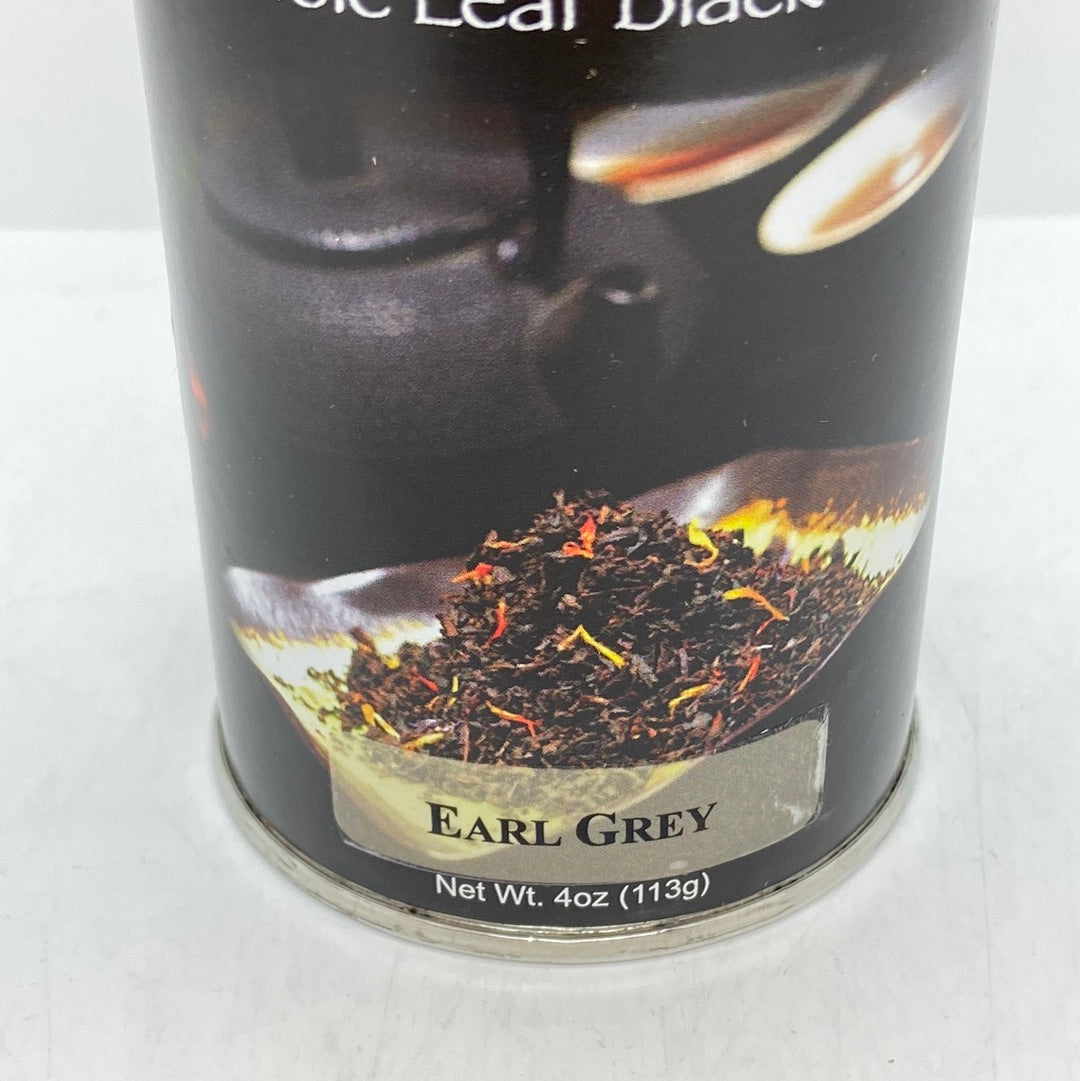 Leaf Black
EARL GREY
Net Wt. 4oz (113g)